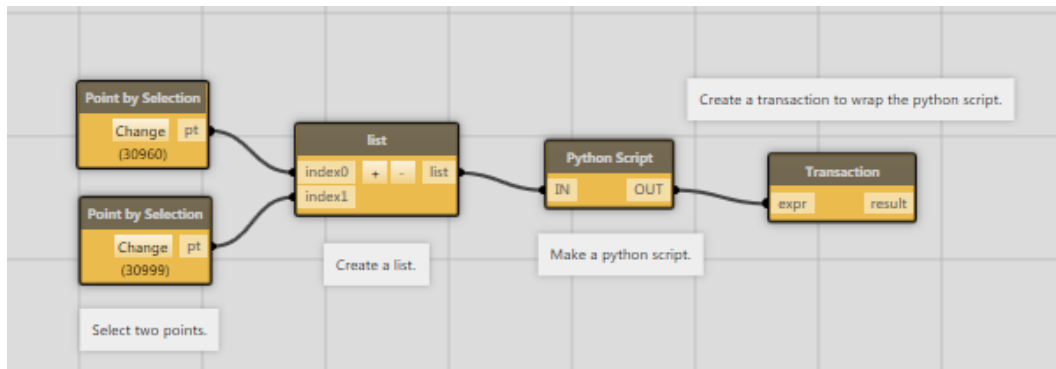 Point by Selection
Change pt
(30960)
Point by Selection
Change pt
(30999)
Select two points.
list
index0 + - list
index1
Create a list.
Python Script
IN OUT
Make a python script.
Create a transaction to wrap the python script.
Transaction
expr result